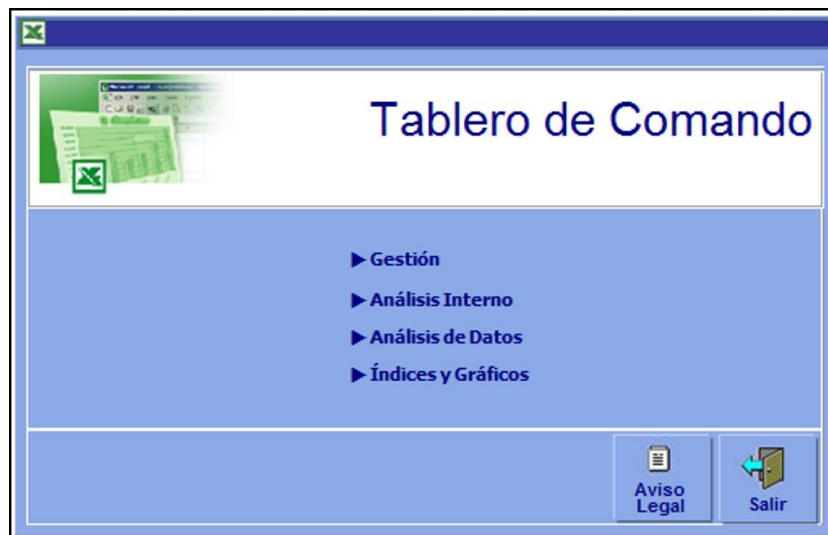 Tablero de Comando
Gestión
Análisis Interno
Análisis de Datos
Índices y Gráficos
Aviso
Legal
Salir